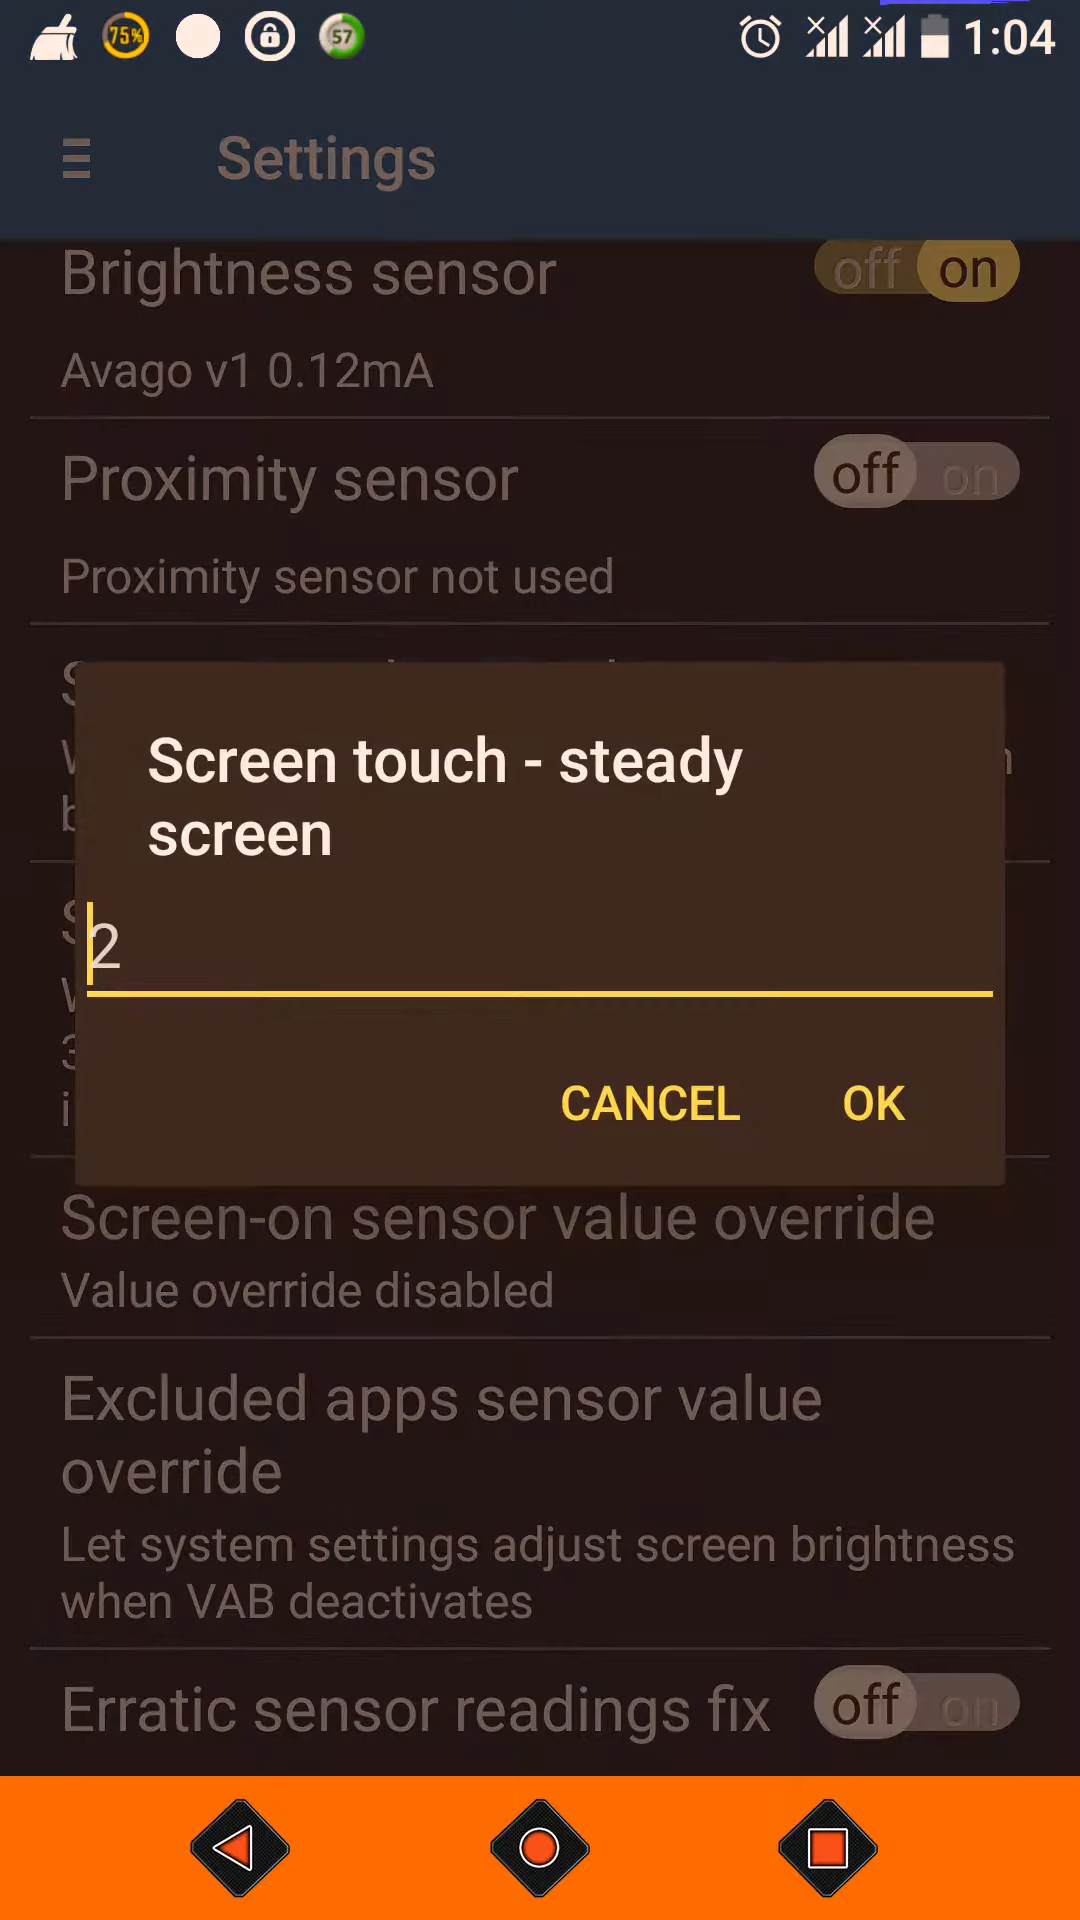 75%
57
1:04
Settings
Brightness sensor
off on
Avago v1 0.12mA
Proximity sensor
off on
Proximity sensor not used
Screen touch - steady
screen
2
CANCEL OK
Screen-on sensor value override
Value override disabled
Excluded apps sensor value
override
Let system settings adjust screen brightness
when VAB deactivates
Erratic sensor readings fix
off on